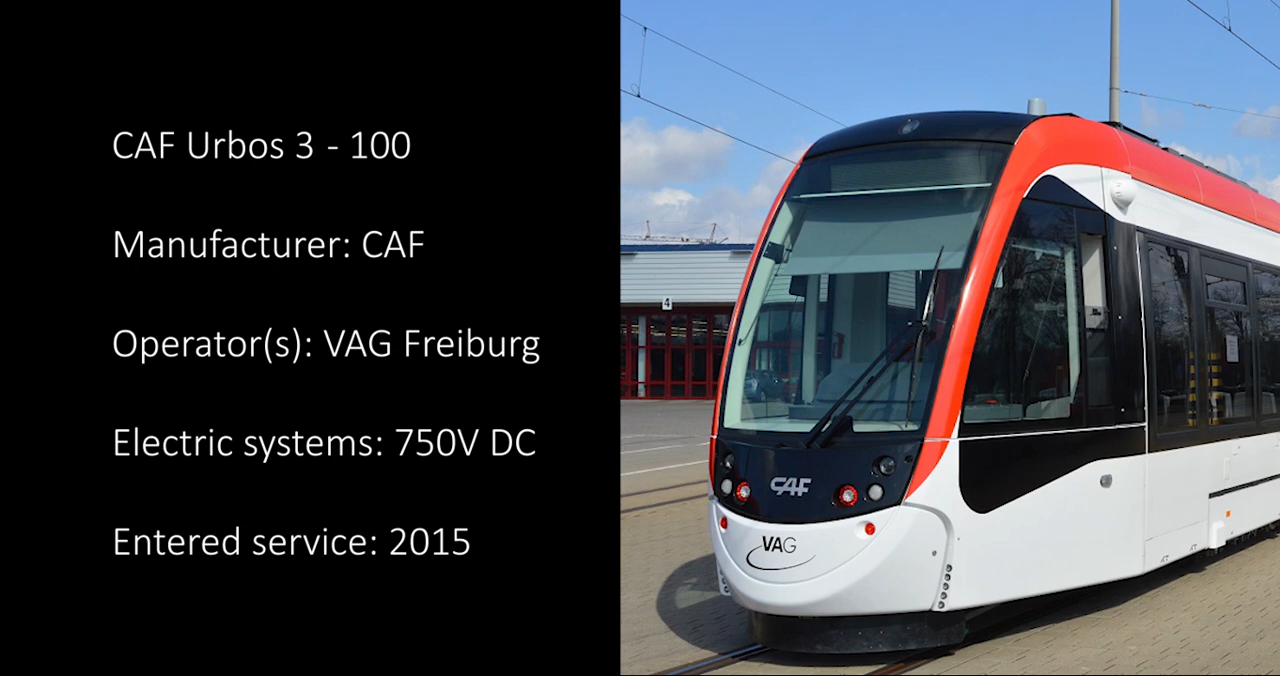 CAF Urbos 3 - 100
Manufacturer: CAF
Operator(s): VAG Freiburg
Electric systems: 750V DC
Entered service: 2015
4
CAF
VAG